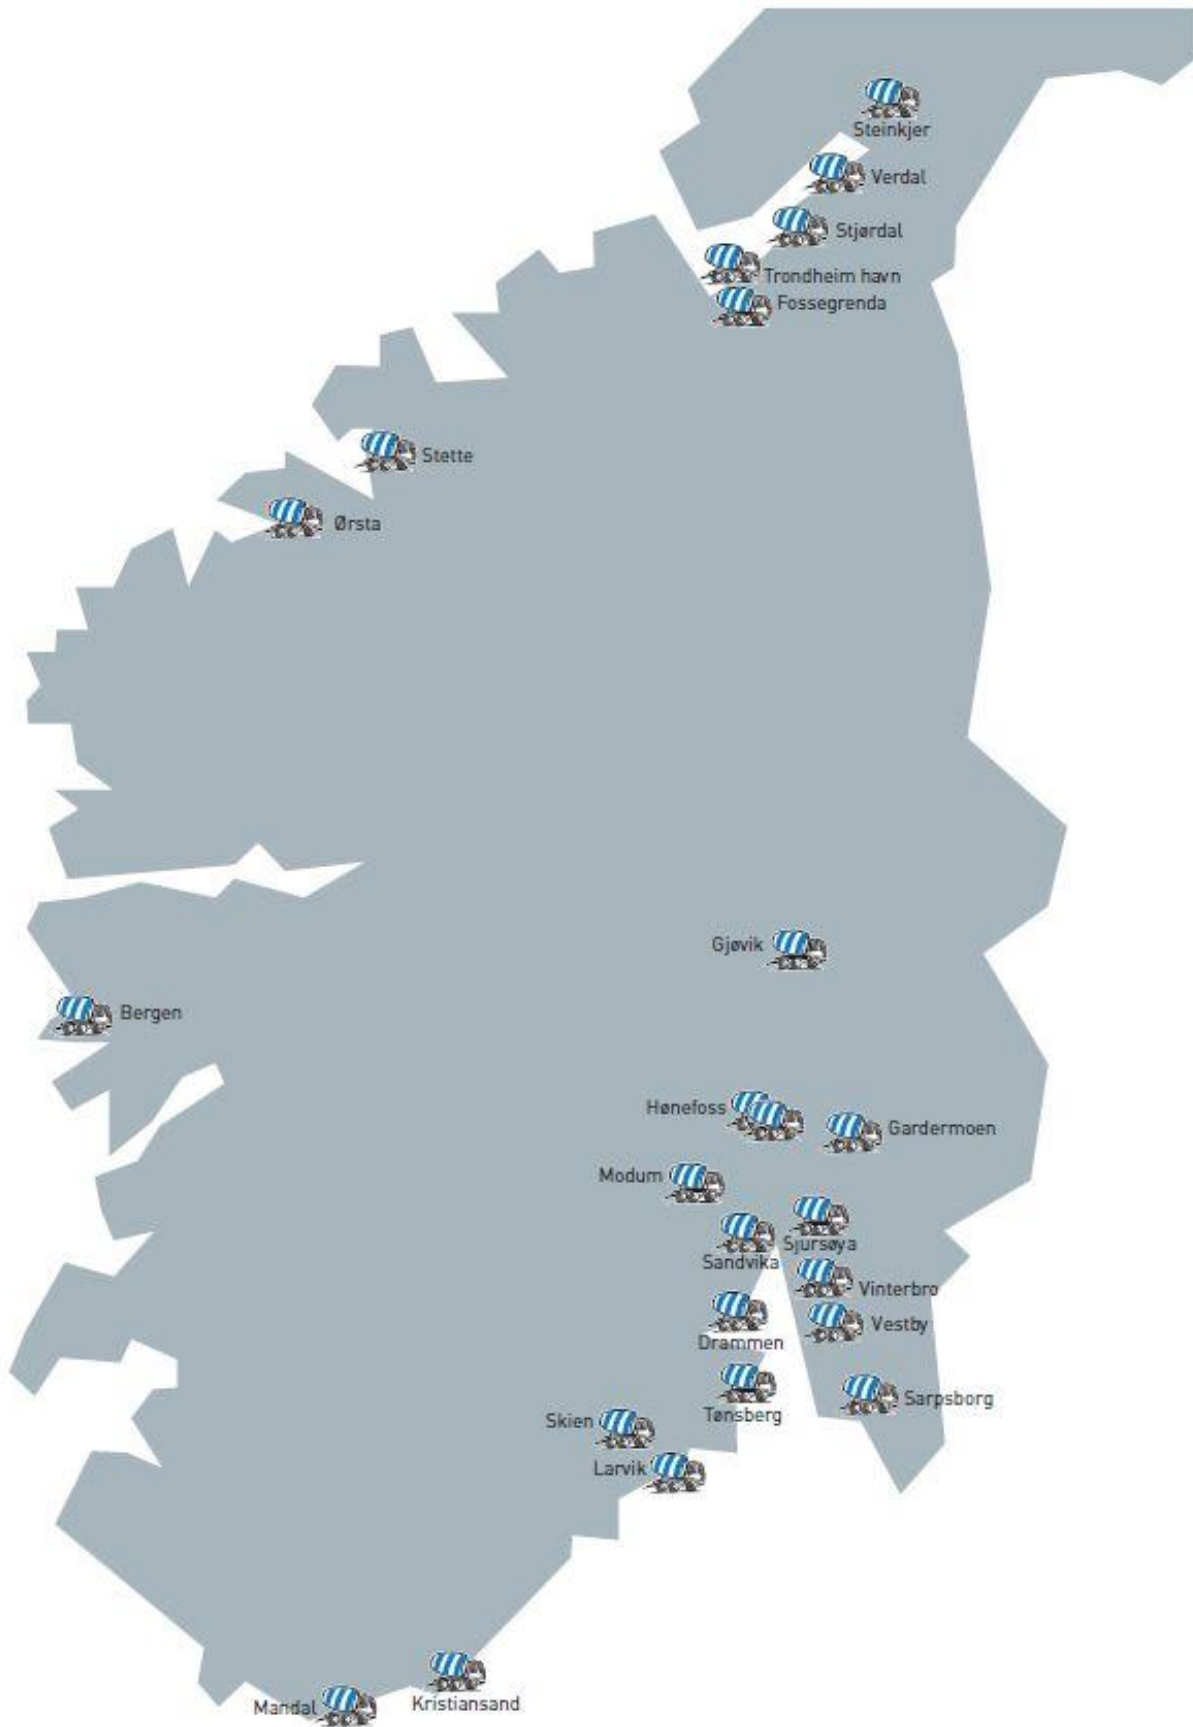 Steinkjer
Verdal
Stjørdal
Trondheim havn
Fossegrenda
Stette
Ørsta
Gjøvik
Bergen
Hønefoss
Gardermoen
Modum
Sjursøya
Sandvika
Vinterbro
Vestby
Drammen
Sarpsborg
Tønsberg
Skien
Larvik
Kristiansand
Mandal